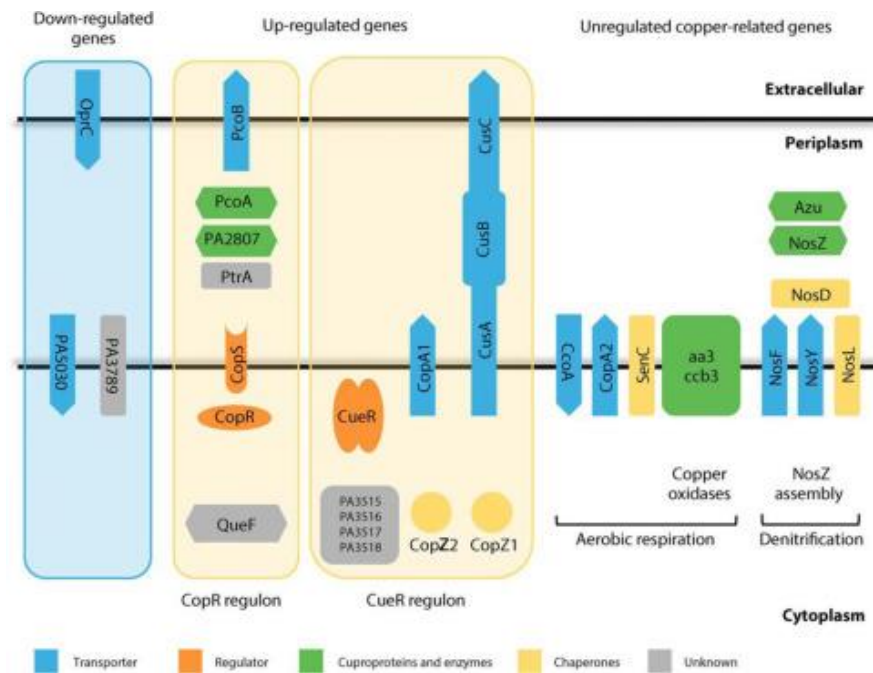 Down-regulated
genes
Up-regulated genes
Unregulated copper-related genes
Extracellular
Periplasm
OprC
PcoB
CusC
PcoA
PA2807
PtrA
CusB
Azu
NosZ
NosD
PA5030
PA3789
CopS
CopR
CueR
CopA1
CusA
CcoA
CopA2
SenC
aa3
ccb3
NosF
NosY
NosL
QueF
PA3515
PA3516
PA3517
PA3518
CopZ2
CopZ1
Copper
oxidases
NosZ
assembly
Aerobic respiration
Denitrification
CopR regulon
CueR regulon
Cytoplasm
Transporter
Regulator
Cuproteins and enzymes
Chaperones
Unknown